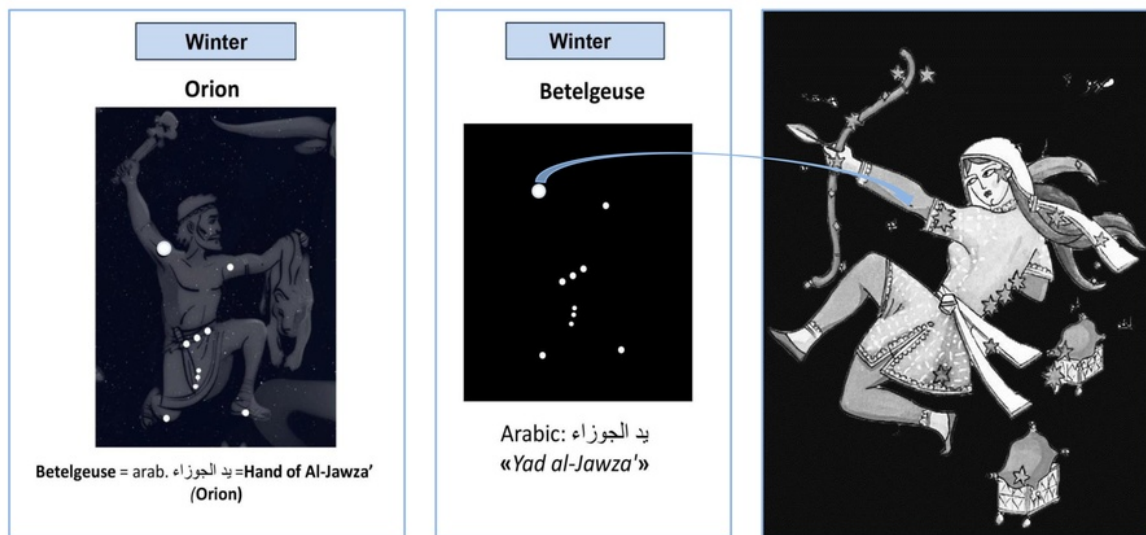 Winter
Orion
Betelgeuse = arab. يد الجوزاء =Hand of Al-Jawza’
(Orion)
Winter
Betelgeuse
Arabic: يد الجوزاء
«Yad al-Jawza'»